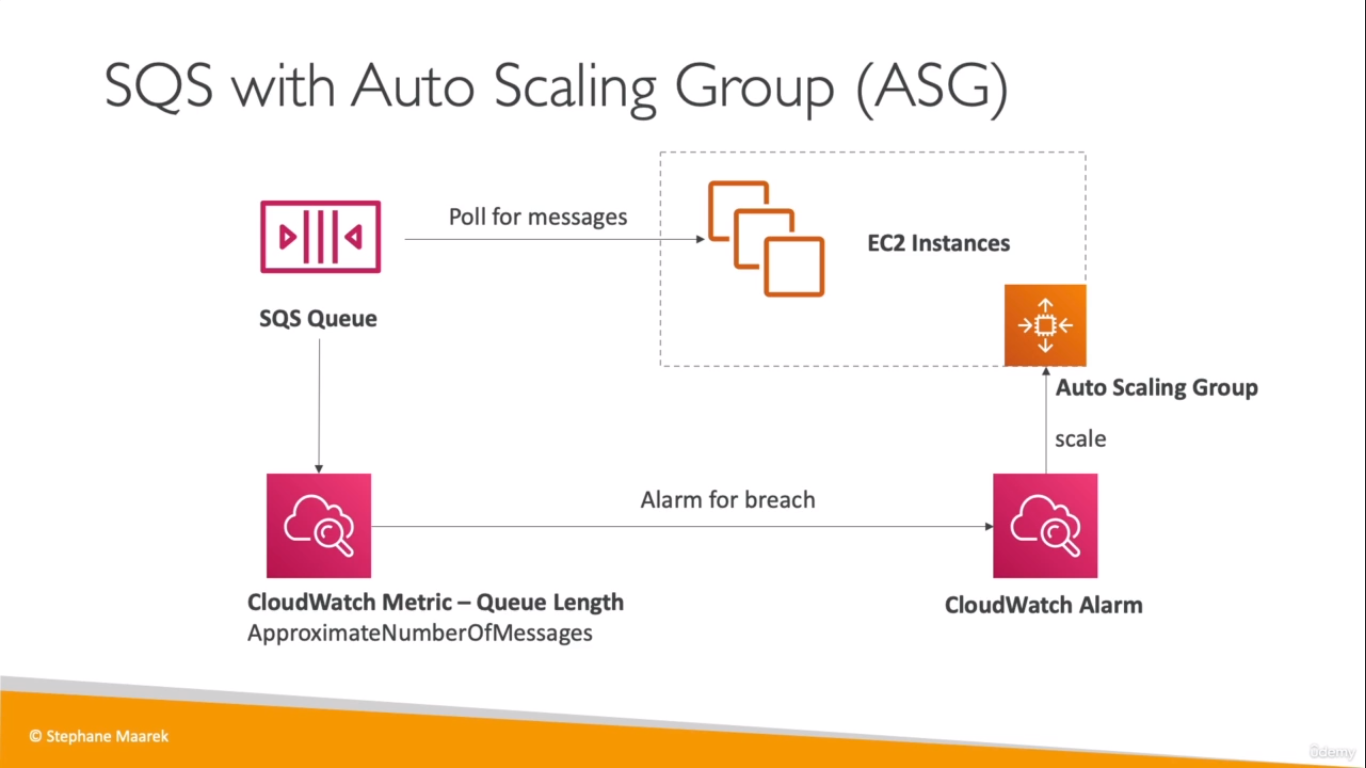 SQS with Auto Scaling Group (ASG)
Poll for messages
EC2 Instances
SQS Queue
Auto Scaling Group
scale
Alarm for breach
CloudWatch Metric – Queue Length
ApproximateNumberOfMessages
CloudWatch Alarm
© Stephane Maarek
ûdemy